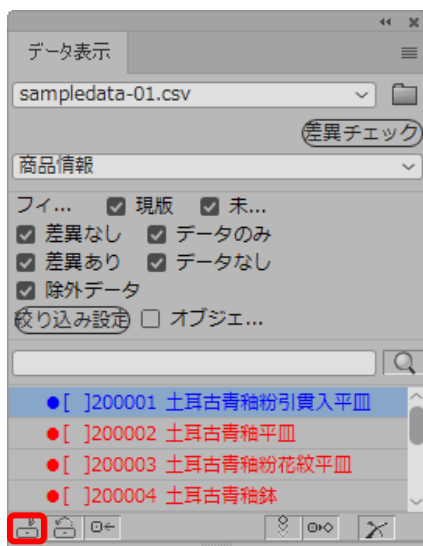 データ表示
sampledata-01.csv
差異チェック
商品情報
フィ... 現版 未...
差異なし データのみ
差異あり データなし
除外データ
絞り込み設定 オブジェ...
●[ ]200001 土耳古青秞粉引貫入平皿
●[ ]200002 土耳古青秞平皿
●[ ]200003 土耳古青秞粉花紋平皿
●[ ]200004 土耳古青秞鉢